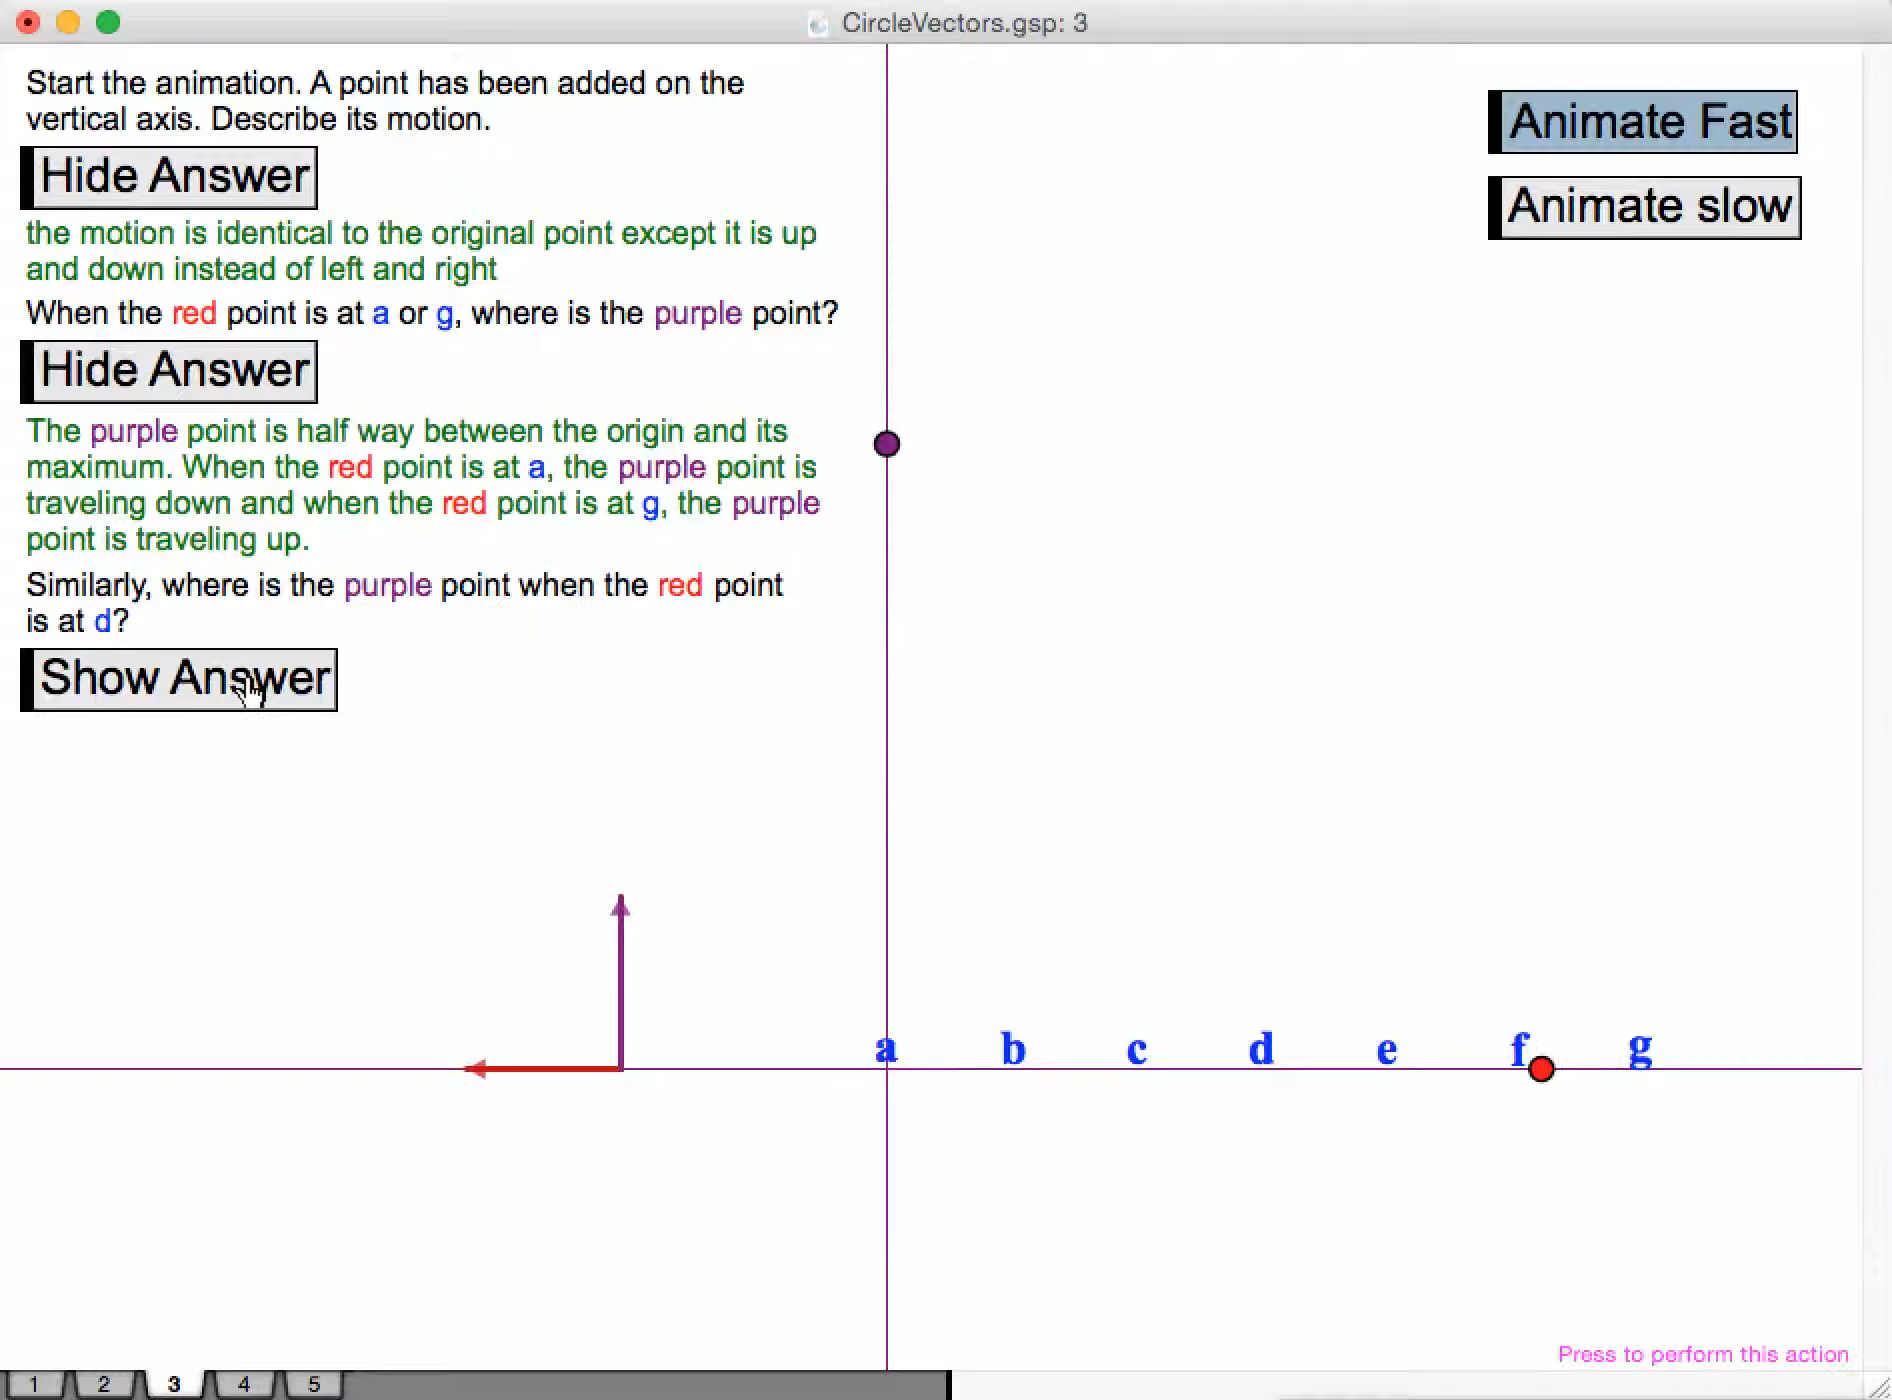 CircleVectors.gsp: 3
Start the animation. A point has been added on the
vertical axis. Describe its motion.
Hide Answer
the motion is identical to the original point except it is up
and down instead of left and right
When the red point is at a or g, where is the purple point?
Hide Answer
The purple point is half way between the origin and its
maximum. When the red point is at a, the purple point is
traveling down and when the red point is at g, the purple
point is traveling up.
Similarly, where is the purple point when the red point
is at d?
Show Answer
Animate Fast
Animate slow
a b c d e f g
Press to perform this action
1 2 3 4 5